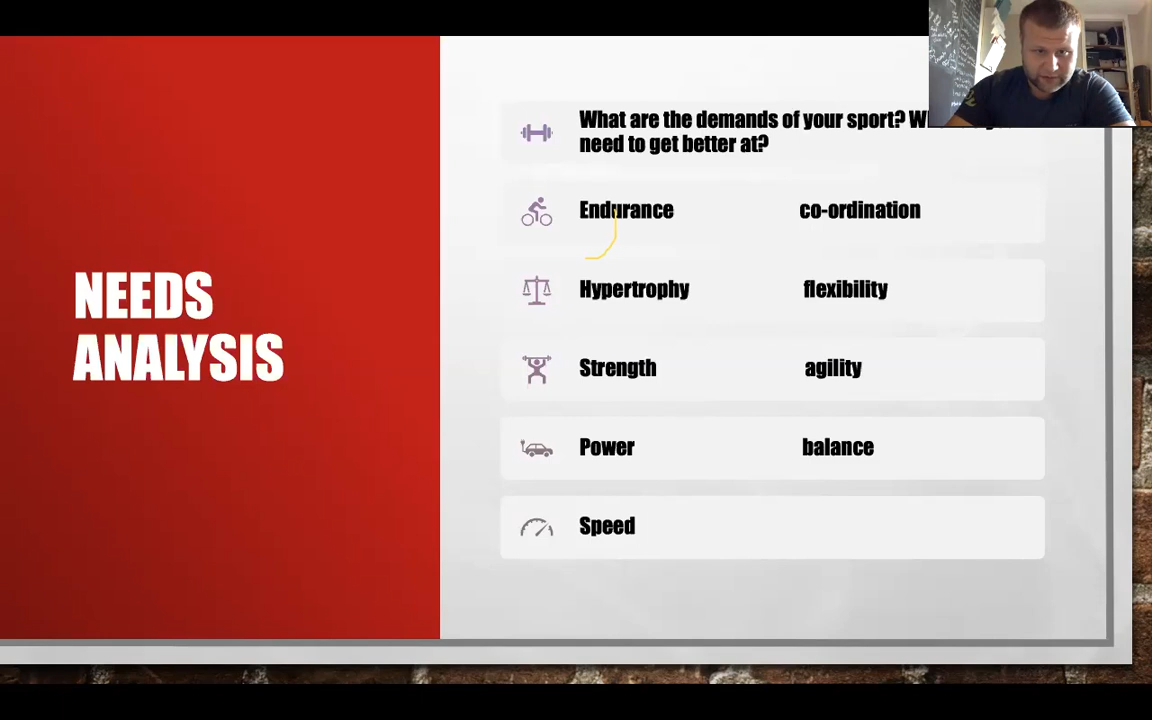 NEEDS
ANALYSIS
What are the demands of your sport?
need to get better at?
Endurance co-ordination
Hypertrophy flexibility
Strength agility
Power balance
Speed